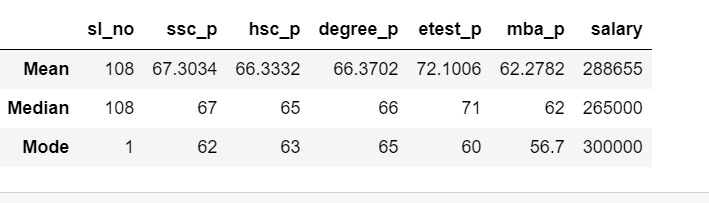 sl_no ssc_p hsc_p degree_p etest_p mba_p salary
Mean 108 67.3034 66.3332 66.3702 72.1006 62.2782 288655
Median 108 67 65 66 71 62 265000
Mode 1 62 63 65 60 56.7 300000